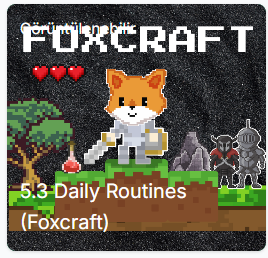 Görüntülenebilir
FOXCRAFT
5.3 Daily Routines
(Foxcraft)